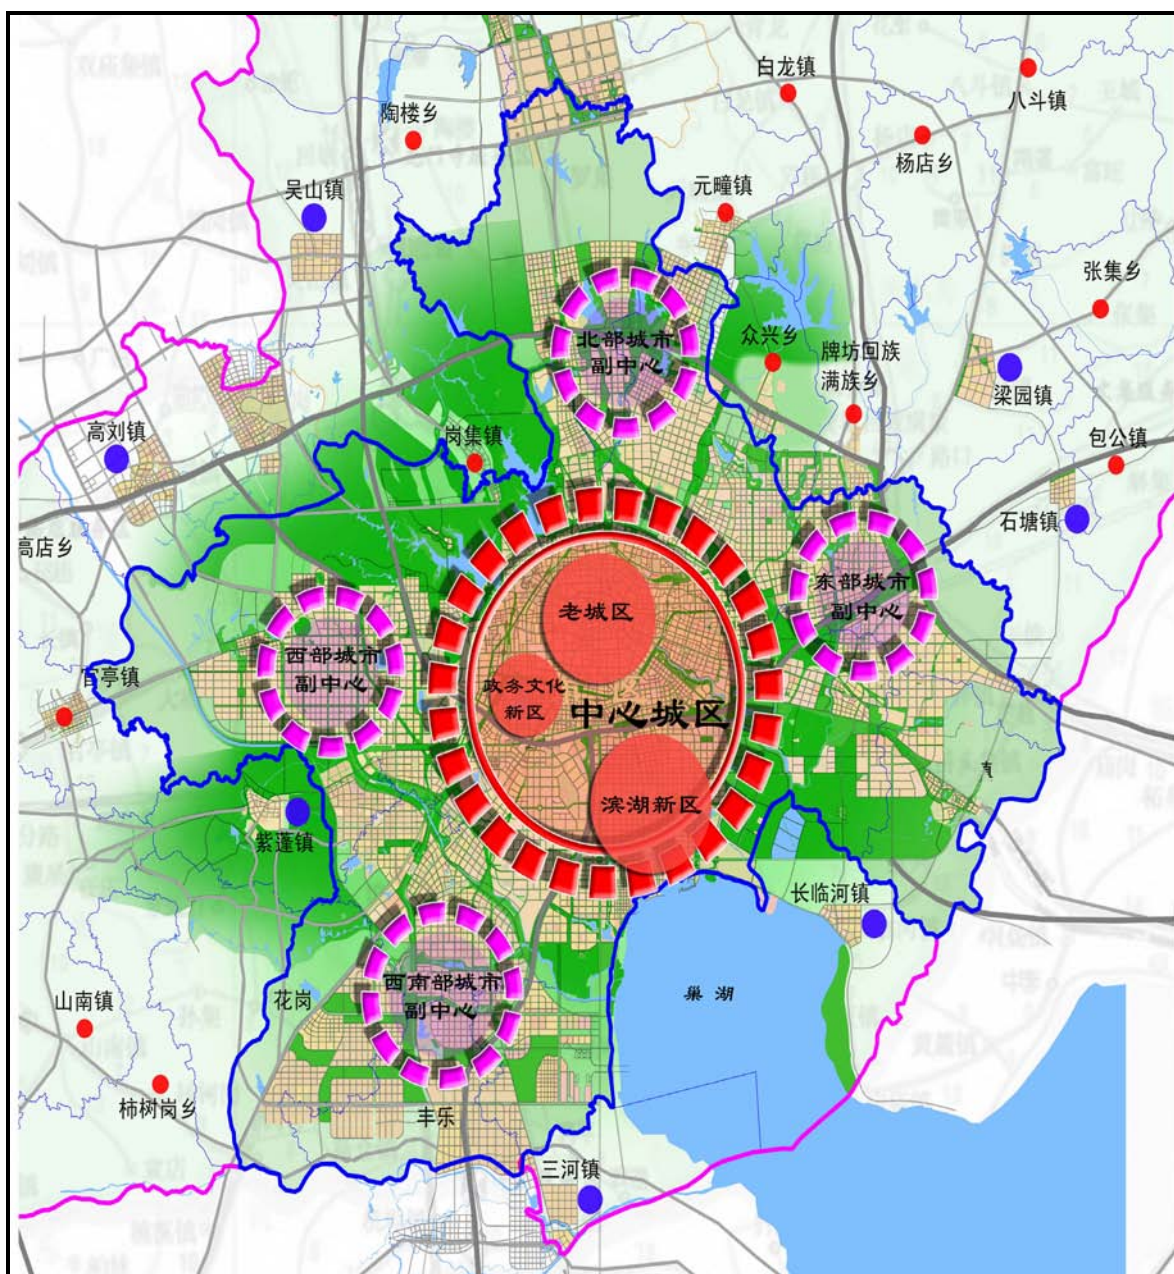 白龙镇
八斗镇
陶楼乡
杨店乡
吴山镇
元疃镇
张集乡
北部城市
副中心
众兴乡
牌坊回族
满族乡
梁园镇
高刘镇
岗集镇
包公镇
石塘镇
高店乡
东部城市
副中心
老城区
西部城市
副中心
官亭镇
政务文化
新区
中心城区
滨湖新区
紫蓬镇
长临河镇
西南部城市
副中心
巢湖
山南镇
花岗
柿树岗乡
丰乐
三河镇